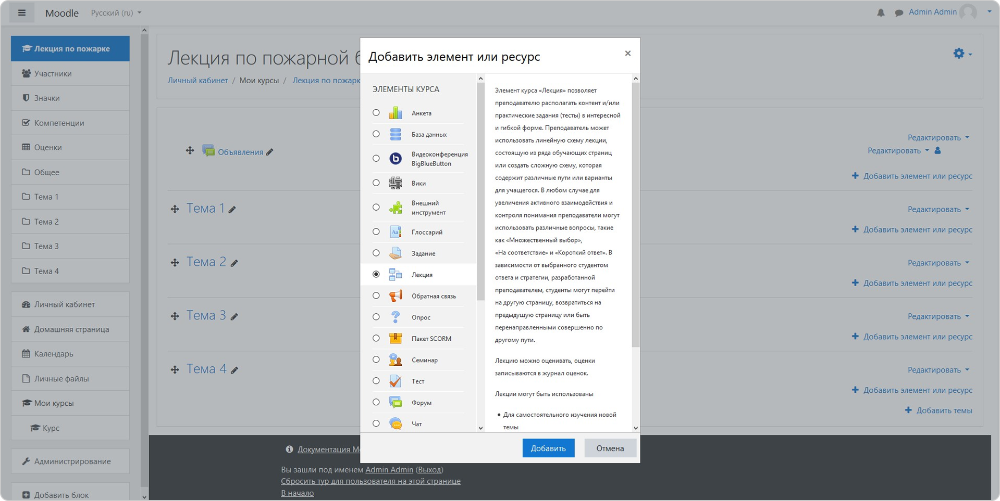 Moodle
Русский (ru)
Admin Admin
Лекция по пожарке
Участники
Значки
Компетенции
Оценки
Общее
Тема 1
Тема 2
Тема 3
Тема 4
Личный кабинет
Домашняя страница
Календарь
Личные файлы
Мои курсы
Курс
Администрирование
Добавить блок
Лекция по пожарной
Личный кабинет / Мои курсы / Лекция по пожарк
Объявления
Редактировать
Редактировать
Добавить элемент или ресурс
Тема 1
Редактировать
Добавить элемент или ресурс
Тема 2
Редактировать
Добавить элемент или ресурс
Тема 3
Редактировать
Добавить элемент или ресурс
Тема 4
Редактировать
Добавить элемент или ресурс
Добавить темы
Добавить элемент или ресурс
×
ЭЛЕМЕНТЫ КУРСА
Анкета
База данных
Видеоконференция
BigBlueButton
Вики
Внешний
инструмент
Глоссарий
Задание
Лекция
Обратная связь
Опрос
Пакет SCORM
Семинар
Тест
Форум
Чат
Элемент курса «Лекция» позволяет
преподавателю располагать контент и/или
практические задания (тесты) в интересной
и гибкой форме. Преподаватель может
использовать линейную схему лекции,
состоящую из ряда обучающих страниц
или создать сложную схему, которая
содержит различные пути или варианты
для учащегося. В любом случае для
увеличения активного взаимодействия и
контроля понимания преподаватели могут
использовать различные вопросы, такие
как «Множественный выбор»,
«На соответствие» и «Короткий ответ». В
зависимости от выбранного студентом
ответа и стратегии, разработанной
преподавателем, студенты могут перейти
на другую страницу, возвратиться на
предыдущую страницу или быть
перенаправленными совершенно по
другому пути.
Лекцию можно оценивать, оценки
записываются в журнал оценок.
Лекции могут быть использованы
• Для самостоятельного изучения новой
темы
Добавить
Отмена
Документация М
Вы зашли под именем Admin Admin (Выход)
Сбросить тур для пользователя на этой странице
В начало